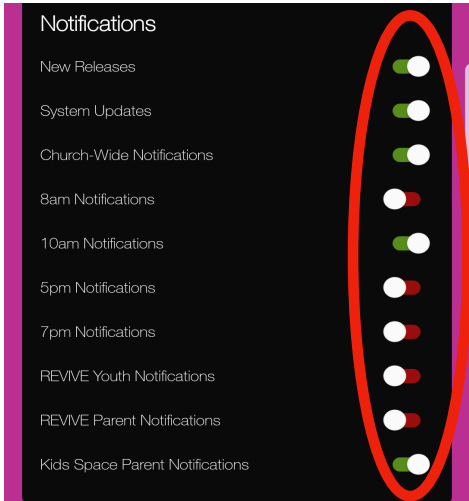 Notifications
New Releases
System Updates
Church-Wide Notifications
8am Notifications
10am Notifications
5pm Notifications
7pm Notifications
REVIVE Youth Notifications
REVIVE Parent Notifications
Kids Space Parent Notifications